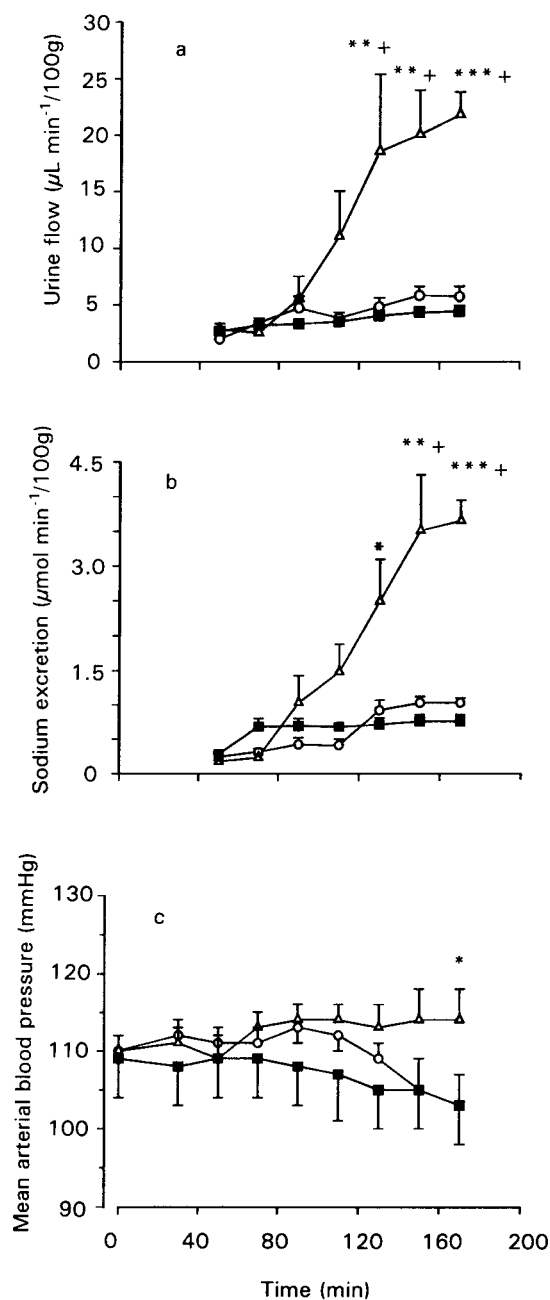 a
** +
** +
*** +
30
25
20
15
10
5
0
Urine flow (μL min⁻¹/100g)
b
** +
*** +
*
4.5
3.0
1.5
0
Sodium excretion (μmol min⁻¹/100g)
c
*
130
120
110
100
90
Mean arterial blood pressure (mmHg)
0 40 80 120 160 200
Time (min)